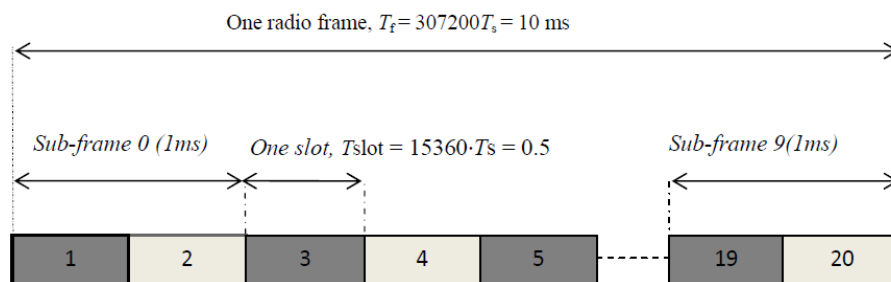 One radio frame, Tf = 307200Ts = 10 ms
Sub-frame 0 (1ms)
One slot, Tslot = 15360·Ts = 0.5
Sub-frame 9(1ms)
1 2 3 4 5 19 20